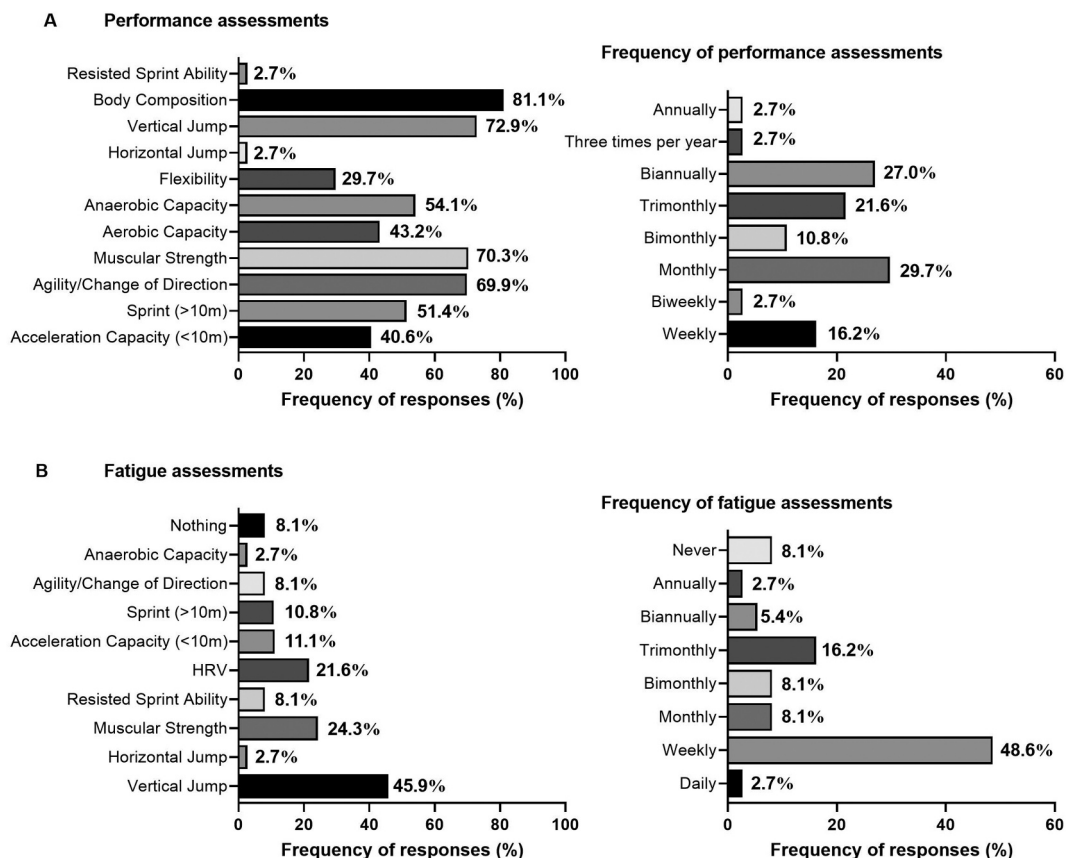 A Performance assessments
Resisted Sprint Ability 2.7%
Body Composition 81.1%
Vertical Jump 72.9%
Horizontal Jump 2.7%
Flexibility 29.7%
Anaerobic Capacity 54.1%
Aerobic Capacity 43.2%
Muscular Strength 70.3%
Agility/Change of Direction 69.9%
Sprint (>10m) 51.4%
Acceleration Capacity (<10m) 40.6%
0 20 40 60 80 100
Frequency of responses (%)
Frequency of performance assessments
Annually 2.7%
Three times per year 2.7%
Biannually 27.0%
Trimonthly 21.6%
Bimonthly 10.8%
Monthly 29.7%
Biweekly 2.7%
Weekly 16.2%
0 20 40 60
Frequency of responses (%)
B Fatigue assessments
Nothing 8.1%
Anaerobic Capacity 2.7%
Agility/Change of Direction 8.1%
Sprint (>10m) 10.8%
Acceleration Capacity (<10m) 11.1%
HRV 21.6%
Resisted Sprint Ability 8.1%
Muscular Strength 24.3%
Horizontal Jump 2.7%
Vertical Jump 45.9%
0 20 40 60 80 100
Frequency of responses (%)
Frequency of fatigue assessments
Never 8.1%
Annually 2.7%
Biannually 5.4%
Trimonthly 16.2%
Bimonthly 8.1%
Monthly 8.1%
Weekly 48.6%
Daily 2.7%
0 20 40 60
Frequency of responses (%)